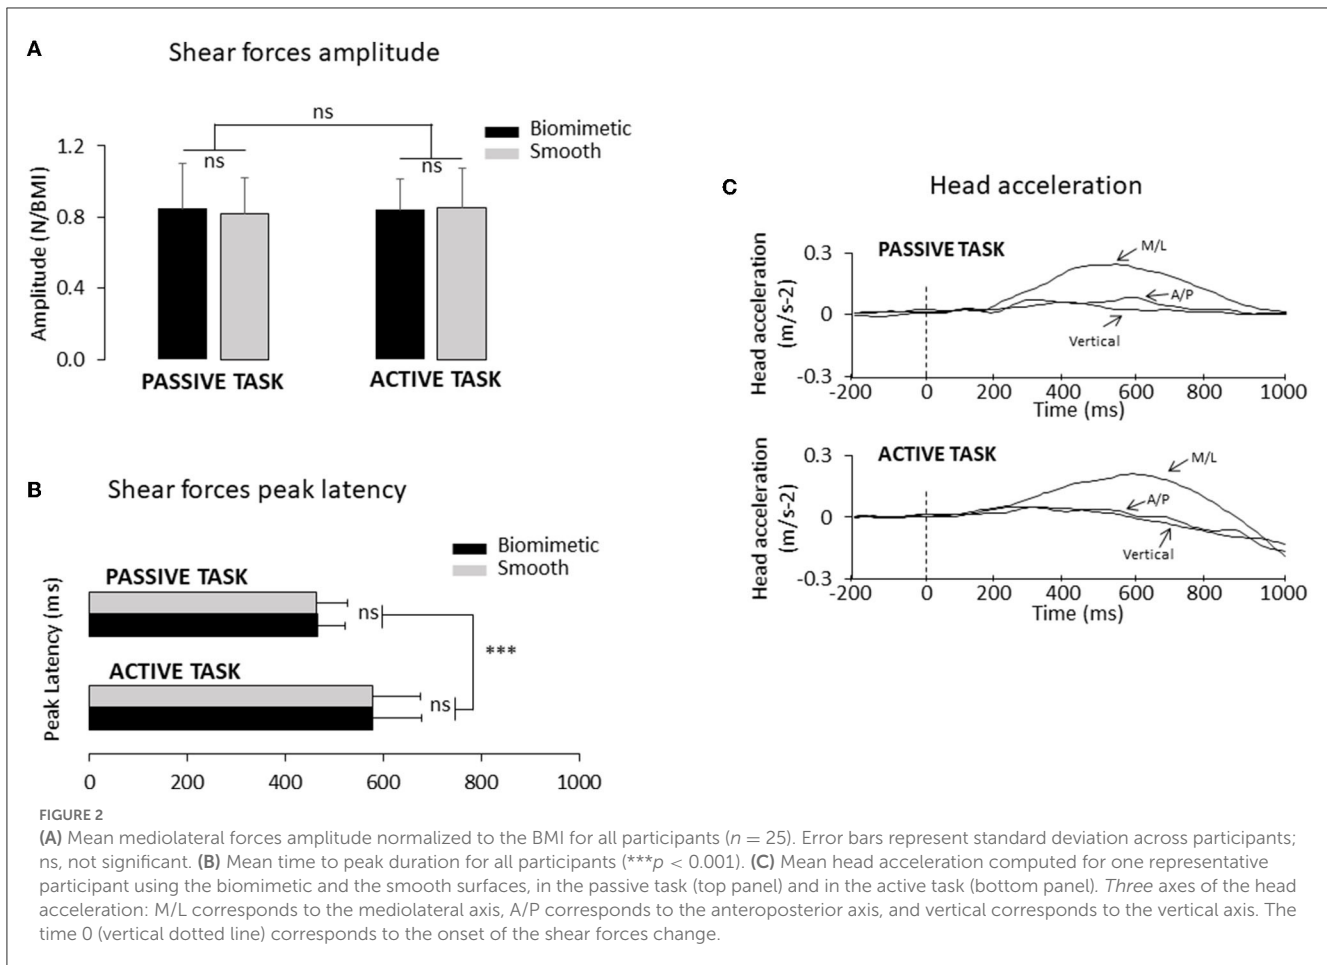 A
Shear forces amplitude
ns
Biomimetic
Smooth
1.2
0.8
0.4
0.0
Amplitude (N/BMI)
ns
ns
PASSIVE TASK
ACTIVE TASK
B
Shear forces peak latency
Biomimetic
Smooth
Peak Latency (ms)
PASSIVE TASK
ns
***
ACTIVE TASK
ns
0 200 400 600 800 1000
C
Head acceleration
Head acceleration
(m/s-2)
PASSIVE TASK
0.3
0
-0.3
M/L
A/P
Vertical
-200 0 200 400 600 800 1000
Time (ms)
Head acceleration
(m/s-2)
ACTIVE TASK
0.3
0
-0.3
M/L
A/P
Vertical
-200 0 200 400 600 800 1000
Time (ms)
FIGURE 2
(A) Mean mediolateral forces amplitude normalized to the BMI for all participants (n = 25). Error bars represent standard deviation across participants;
ns, not significant. (B) Mean time to peak duration for all participants (***p < 0.001). (C) Mean head acceleration computed for one representative
participant using the biomimetic and the smooth surfaces, in the passive task (top panel) and in the active task (bottom panel). Three axes of the head
acceleration: M/L corresponds to the mediolateral axis, A/P corresponds to the anteroposterior axis, and vertical corresponds to the vertical axis. The
time 0 (vertical dotted line) corresponds to the onset of the shear forces change.